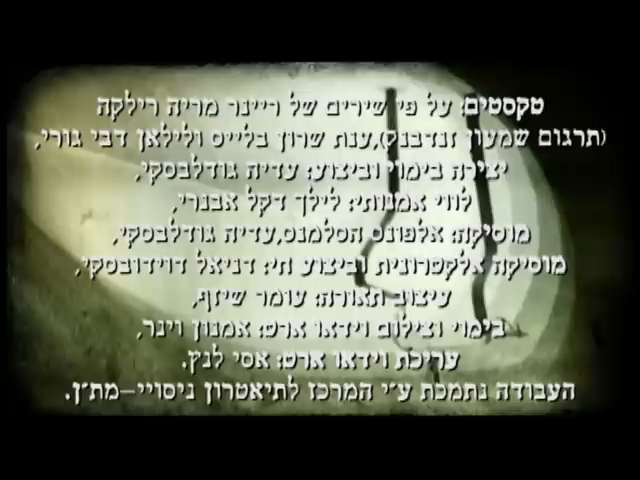 טקסטים: על פי שירים של ריינר מריה רילקה
(תרגום שמעון זנדבנק),ענת שרון בלייס ולילאן דבי גורי,
יצירה בימוי וביצוע: עדיה גודלבסקי,
לווי אמנותי: לילך דקל אבנרי,
מוסיקה: אלפונס הסלמנס,עדיה גודלבסקי,
מוסיקה אלקטרונית וביצוע חי: דניאל דוידובסקי,
עיצוב תאורה: עומר שיזף,
בימוי וצילום וידאו ארט: אמנון וינר,
עריכת וידאו ארט: אסי לנץ.
העבודה נתמכת ע״י המרכז לתיאטרון ניסויי–מת״ן.